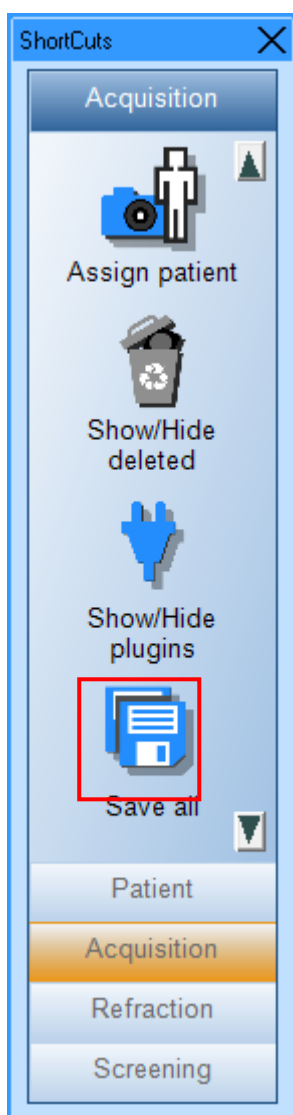 ShortCuts
Acquisition
Assign patient
Show/Hide
deleted
Show/Hide
plugins
Save all
Patient
Acquisition
Refraction
Screening